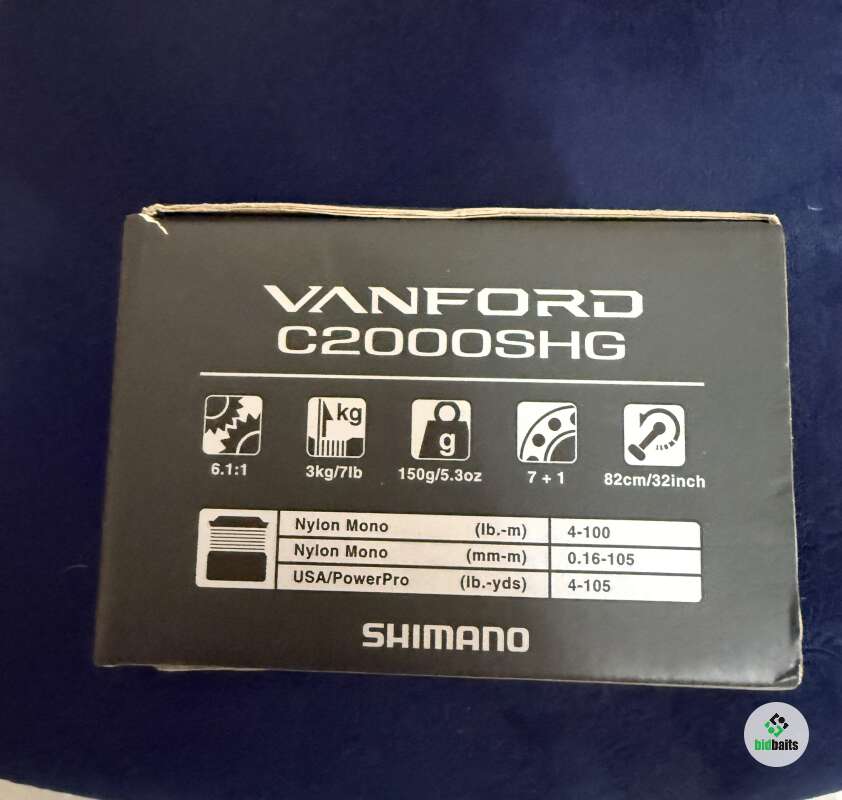 VANFORD
C2000SHG
kg
g
6.1:1 3kg/7lb 150g/5.3oz 7 + 1 82cm/32inch
Nylon Mono (lb.-m) 4-100
Nylon Mono (mm-m) 0.16-105
USA/PowerPro (lb.-yds) 4-105
SHIMANO
bidbaits